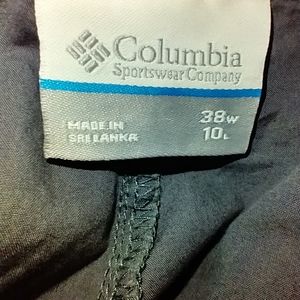 Columbia
Sportswear Company
MADE IN
SRI LANKA
38W
10L